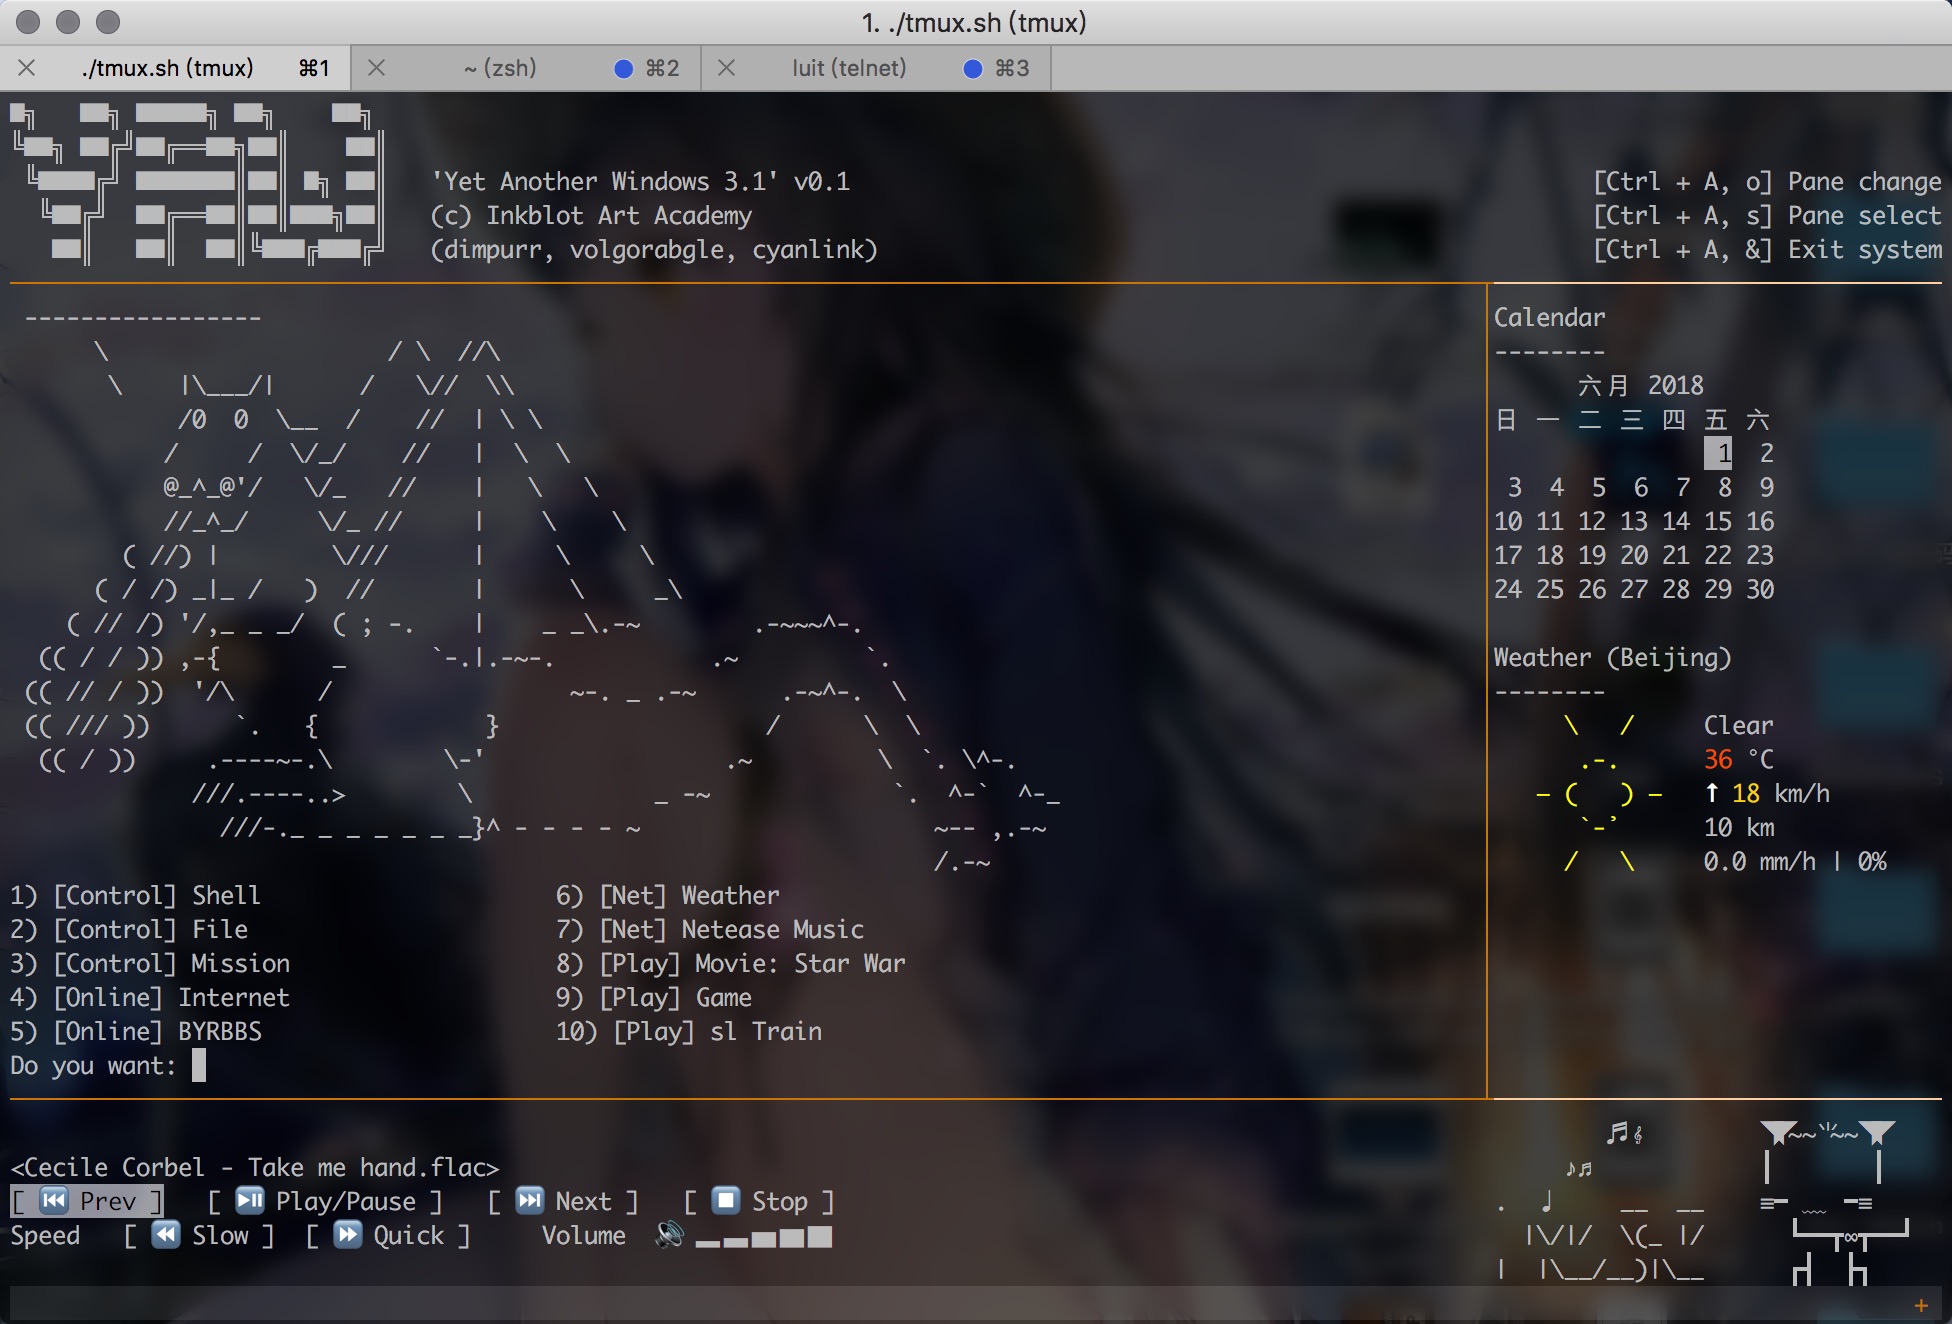 1. ./tmux.sh (tmux)
./tmux.sh (tmux) ⌘1
~ (zsh) ⌘2
luit (telnet) ⌘3
YAW
'Yet Another Windows 3.1' v0.1
(c) Inkblot Art Academy
(dimpurr, volgorabgle, cyanlink)
[Ctrl + A, o] Pane change
[Ctrl + A, s] Pane select
[Ctrl + A, &] Exit system
1) [Control] Shell
2) [Control] File
3) [Control] Mission
4) [Online] Internet
5) [Online] BYRBBS
6) [Net] Weather
7) [Net] Netease Music
8) [Play] Movie: Star War
9) [Play] Game
10) [Play] sl Train
Do you want:
Calendar
--------
六月 2018
日 一 二 三 四 五 六
1 2
3 4 5 6 7 8 9
10 11 12 13 14 15 16
17 18 19 20 21 22 23
24 25 26 27 28 29 30
Weather (Beijing)
--------
Clear
36 °C
↑ 18 km/h
10 km
0.0 mm/h | 0%
<Cecile Corbel - Take me hand.flac>
[ ⏮ Prev ] [ ⏯ Play/Pause ] [ ⏭ Next ] [ ⏹ Stop ]
Speed [ ⏪ Slow ] [ ⏩ Quick ] Volume 🔊
+